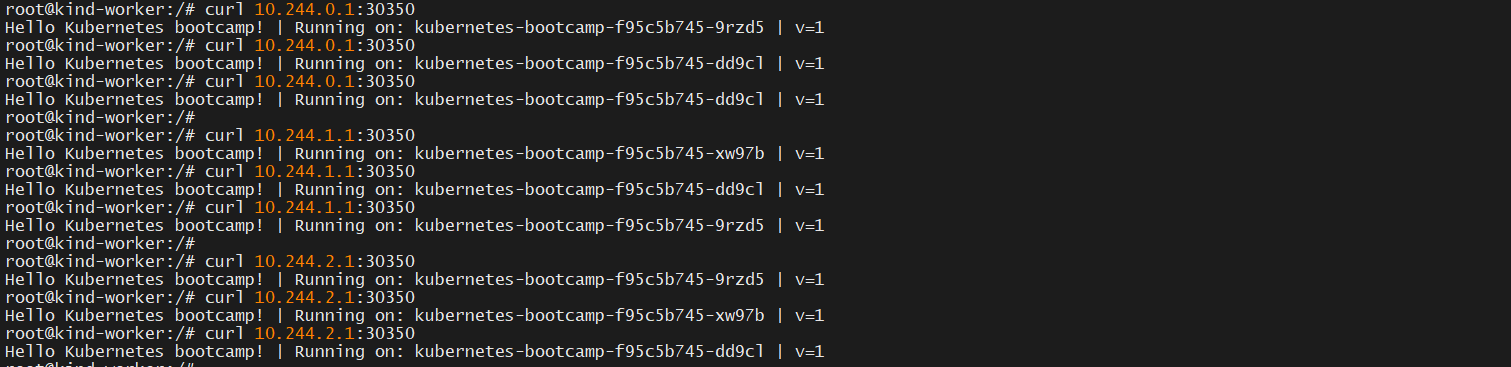 root@kind-worker:/# curl 10.244.0.1:30350
Hello Kubernetes bootcamp! | Running on: kubernetes-bootcamp-f95c5b745-9rzd5 | v=1
root@kind-worker:/# curl 10.244.0.1:30350
Hello Kubernetes bootcamp! | Running on: kubernetes-bootcamp-f95c5b745-dd9cl | v=1
root@kind-worker:/# curl 10.244.0.1:30350
Hello Kubernetes bootcamp! | Running on: kubernetes-bootcamp-f95c5b745-dd9cl | v=1
root@kind-worker:/#
root@kind-worker:/# curl 10.244.1.1:30350
Hello Kubernetes bootcamp! | Running on: kubernetes-bootcamp-f95c5b745-xw97b | v=1
root@kind-worker:/# curl 10.244.1.1:30350
Hello Kubernetes bootcamp! | Running on: kubernetes-bootcamp-f95c5b745-dd9cl | v=1
root@kind-worker:/# curl 10.244.1.1:30350
Hello Kubernetes bootcamp! | Running on: kubernetes-bootcamp-f95c5b745-9rzd5 | v=1
root@kind-worker:/#
root@kind-worker:/# curl 10.244.2.1:30350
Hello Kubernetes bootcamp! | Running on: kubernetes-bootcamp-f95c5b745-9rzd5 | v=1
root@kind-worker:/# curl 10.244.2.1:30350
Hello Kubernetes bootcamp! | Running on: kubernetes-bootcamp-f95c5b745-xw97b | v=1
root@kind-worker:/# curl 10.244.2.1:30350
Hello Kubernetes bootcamp! | Running on: kubernetes-bootcamp-f95c5b745-dd9cl | v=1